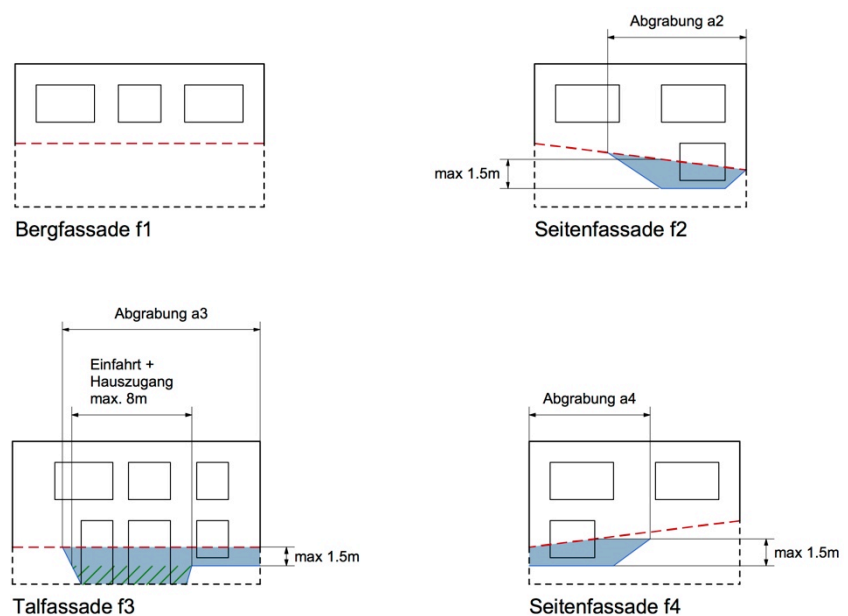 Abgrabung a2
max 1.5m
Bergfassade f1
Seitenfassade f2
Abgrabung a3
Einfahrt +
Hauszugang
max. 8m
Abgrabung a4
max 1.5m
max 1.5m
Talfassade f3
Seitenfassade f4